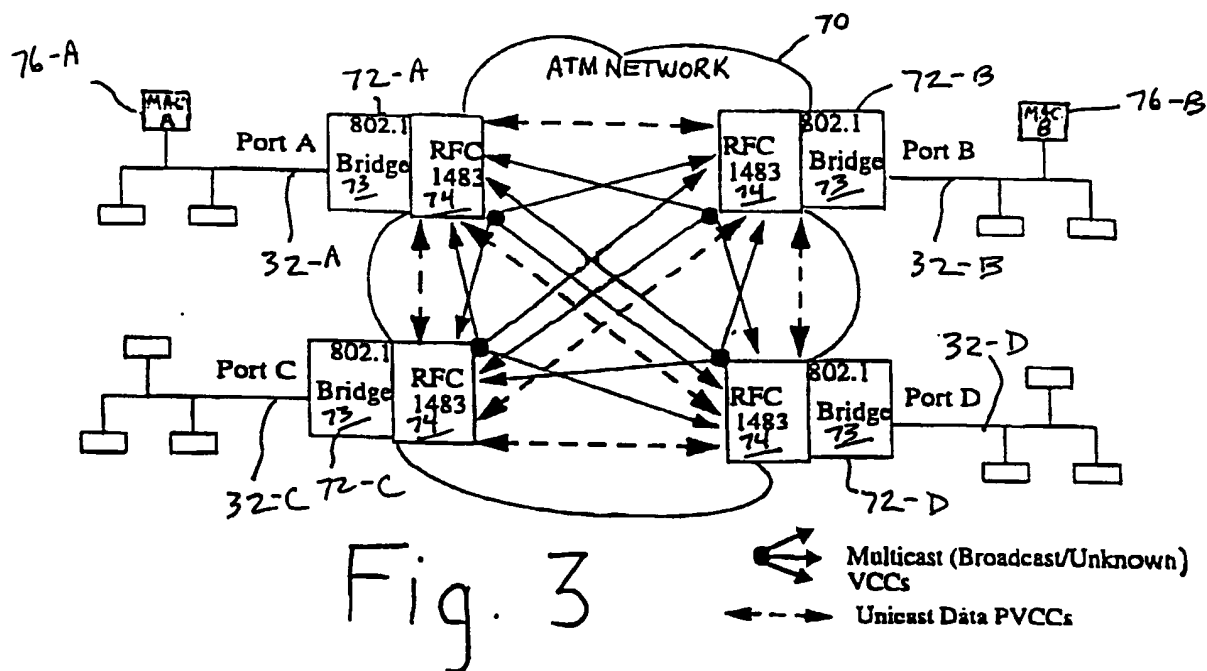 70
ATM NETWORK
76-A
MAC
A
72-A
802.1
Bridge
73
RFC
1483
74
Port A
32-A
72-B
RFC
1483
74
802.1
Bridge
73
Port B
76-B
MAC
B
32-B
Port C
802.1
Bridge
73
RFC
1483
74
32-C
72-C
RFC
1483
74
802.1
Bridge
73
Port D
32-D
72-D
Fig. 3
Multicast (Broadcast/Unknown)
VCCs
Unicast Data PVCCs